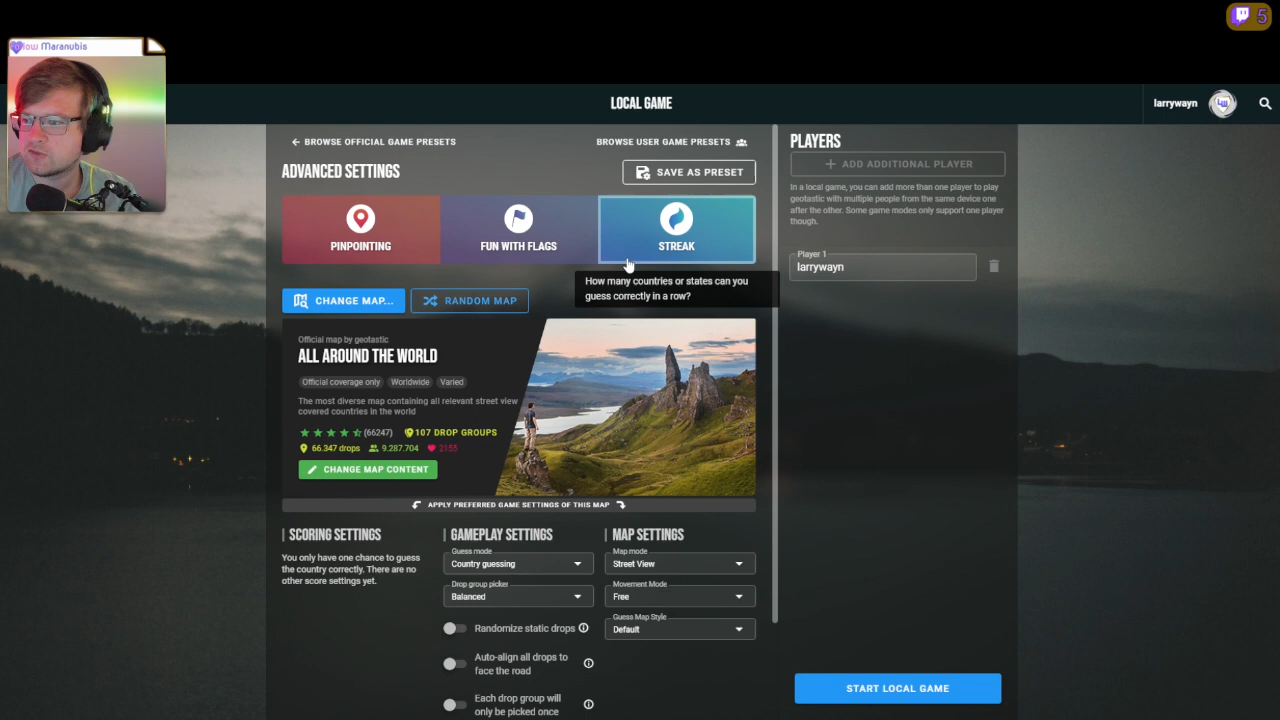 5
low Maranubis
LOCAL GAME
larrywayn
BROWSE OFFICIAL GAME PRESETS
BROWSE USER GAME PRESETS
ADVANCED SETTINGS
SAVE AS PRESET
PINPOINTING
FUN WITH FLAGS
STREAK
How many countries or states can you
guess correctly in a row?
CHANGE MAP...
RANDOM MAP
Official map by geotastic
ALL AROUND THE WORLD
Official coverage only
Worldwide
Varied
The most diverse map containing all relevant street view
covered countries in the world
(66247)
107 DROP GROUPS
66.347 drops
9.287.704
2155
CHANGE MAP CONTENT
APPLY PREFERRED GAME SETTINGS OF THIS MAP
SCORING SETTINGS
You only have one chance to guess
the country correctly. There are no
other score settings yet.
GAMEPLAY SETTINGS
Guess mode
Country guessing
Drop group picker
Balanced
Randomize static drops
Auto-align all drops to
face the road
Each drop group will
only be picked once
MAP SETTINGS
Map mode
Street View
Movement Mode
Free
Guess Map Style
Default
PLAYERS
ADD ADDITIONAL PLAYER
In a local game, you can add more than one player to play
geotastic with multiple people from the same device one
after the other. Some game modes only support one player
though.
Player 1
larrywayn
START LOCAL GAME